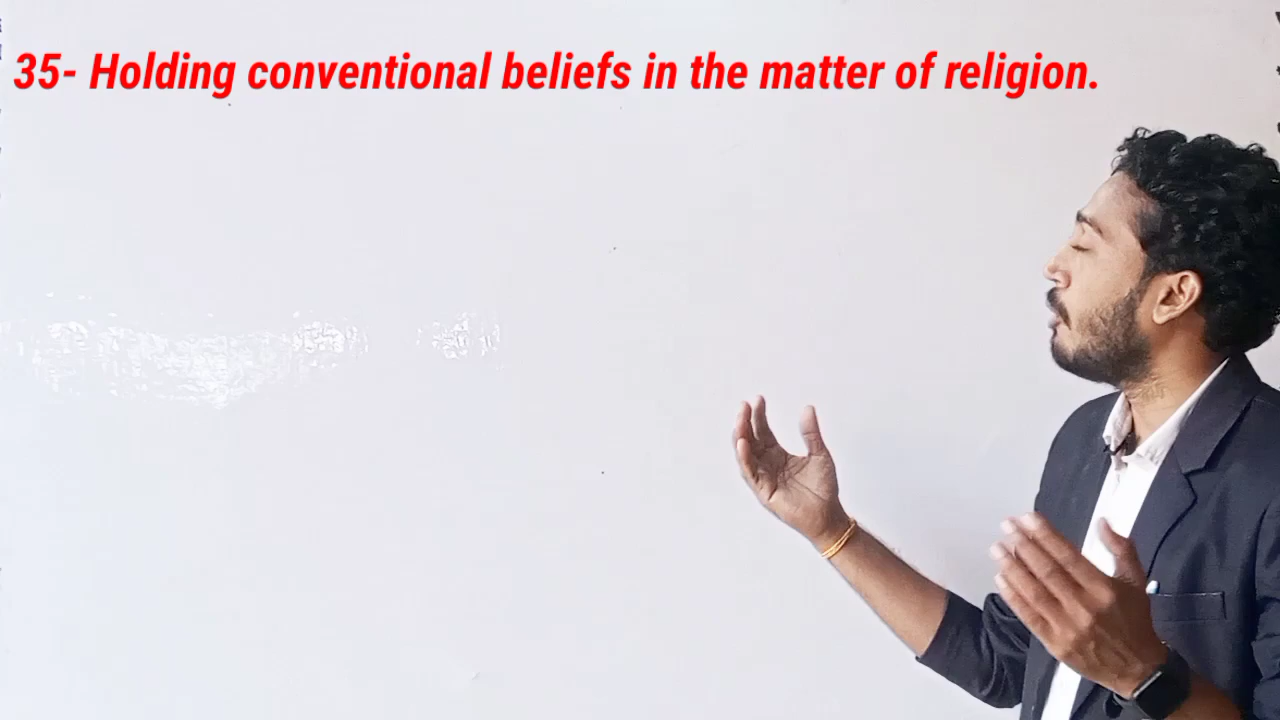 35- Holding conventional beliefs in the matter of religion.